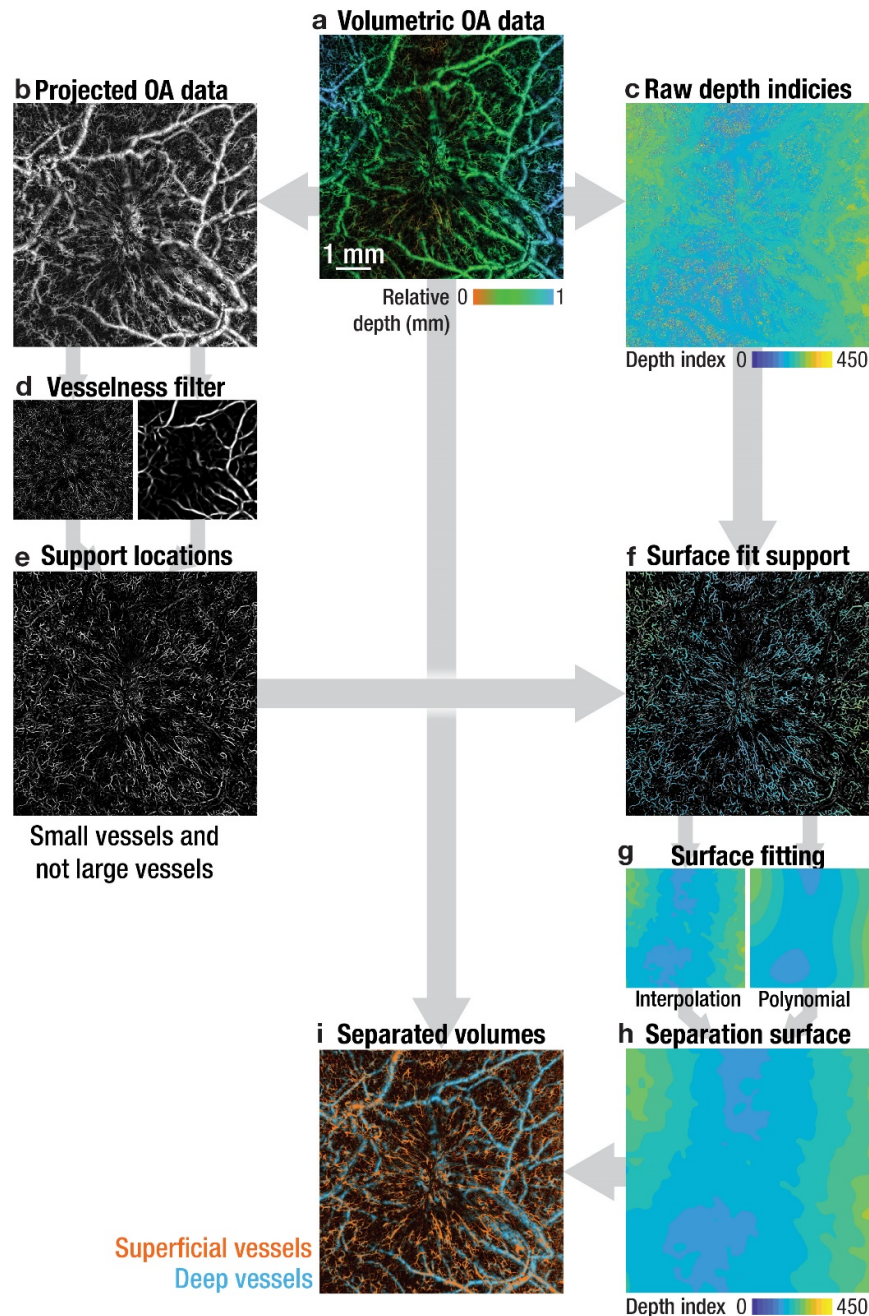 a Volumetric OA data
b Projected OA data
c Raw depth indicies
1 mm
Relative 0 1
depth (mm)
Depth index 0 450
d Vesselness filter
e Support locations
f Surface fit support
Small vessels and
not large vessels
g Surface fitting
Interpolation Polynomial
i Separated volumes
h Separation surface
Superficial vessels
Deep vessels
Depth index 0 450